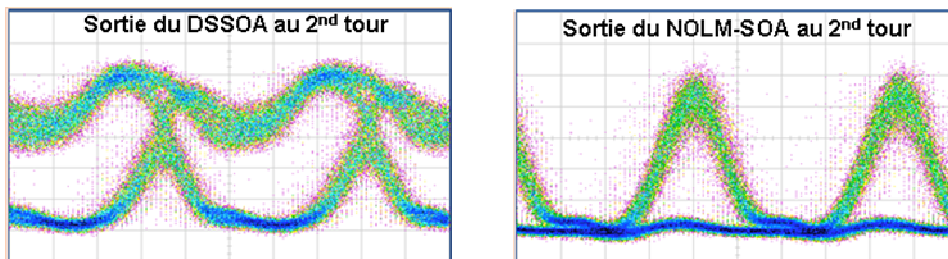 Sortie du DSSOA au 2nd tour
Sortie du NOLM-SOA au 2nd tour